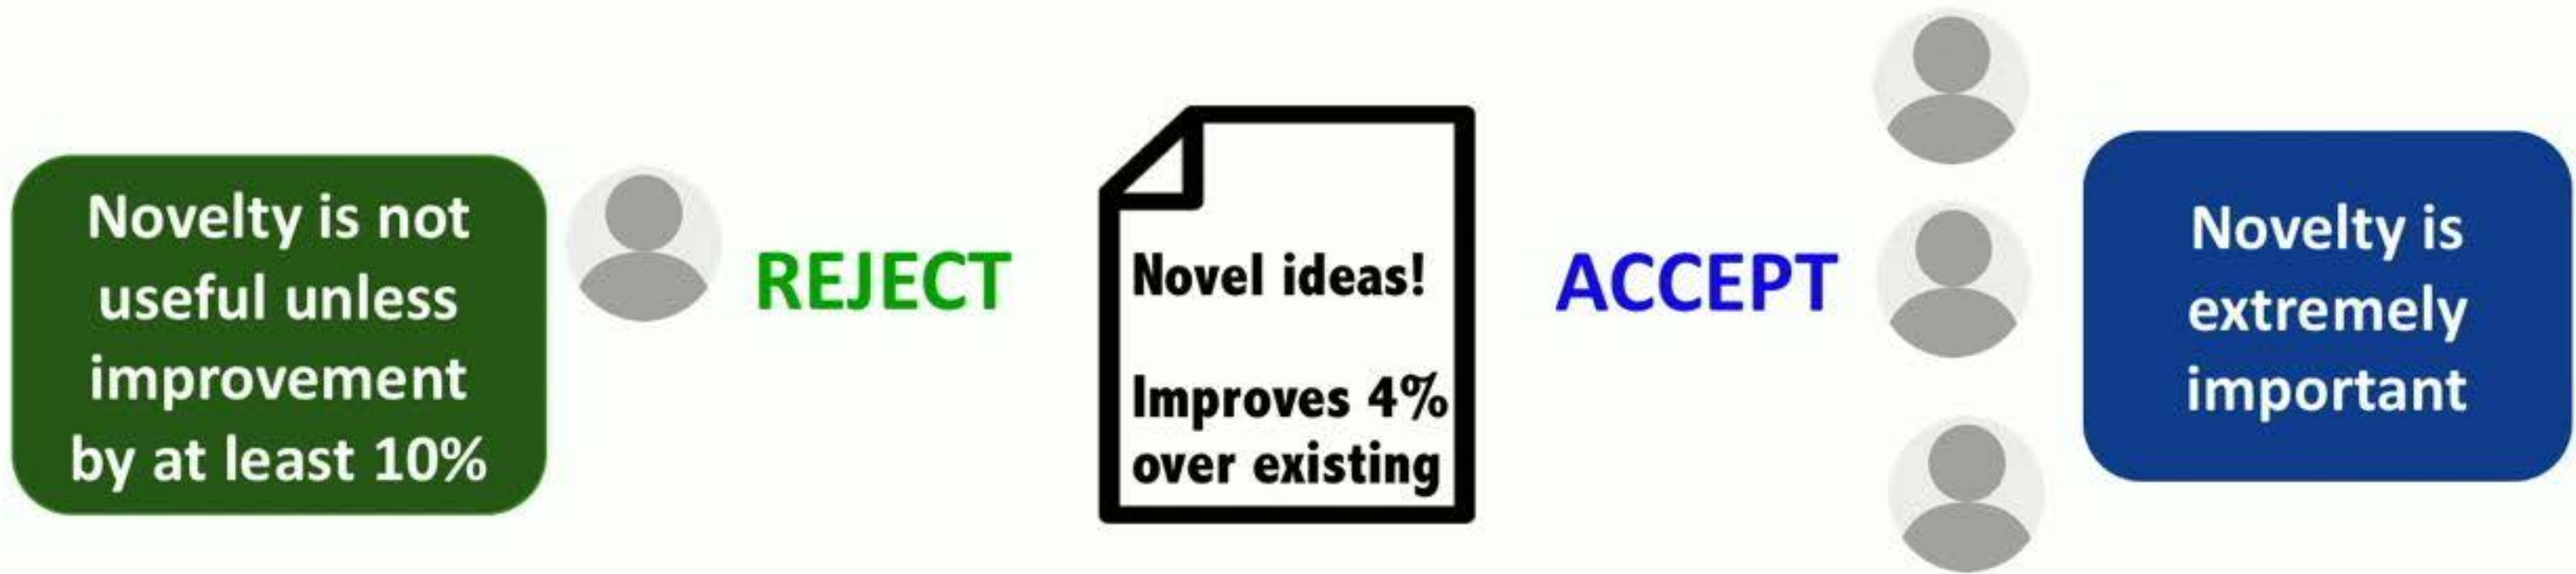 Novelty is not
useful unless
improvement
by at least 10%
REJECT
Novel ideas!
Improves 4%
over existing
ACCEPT
Novelty is
extremely
important